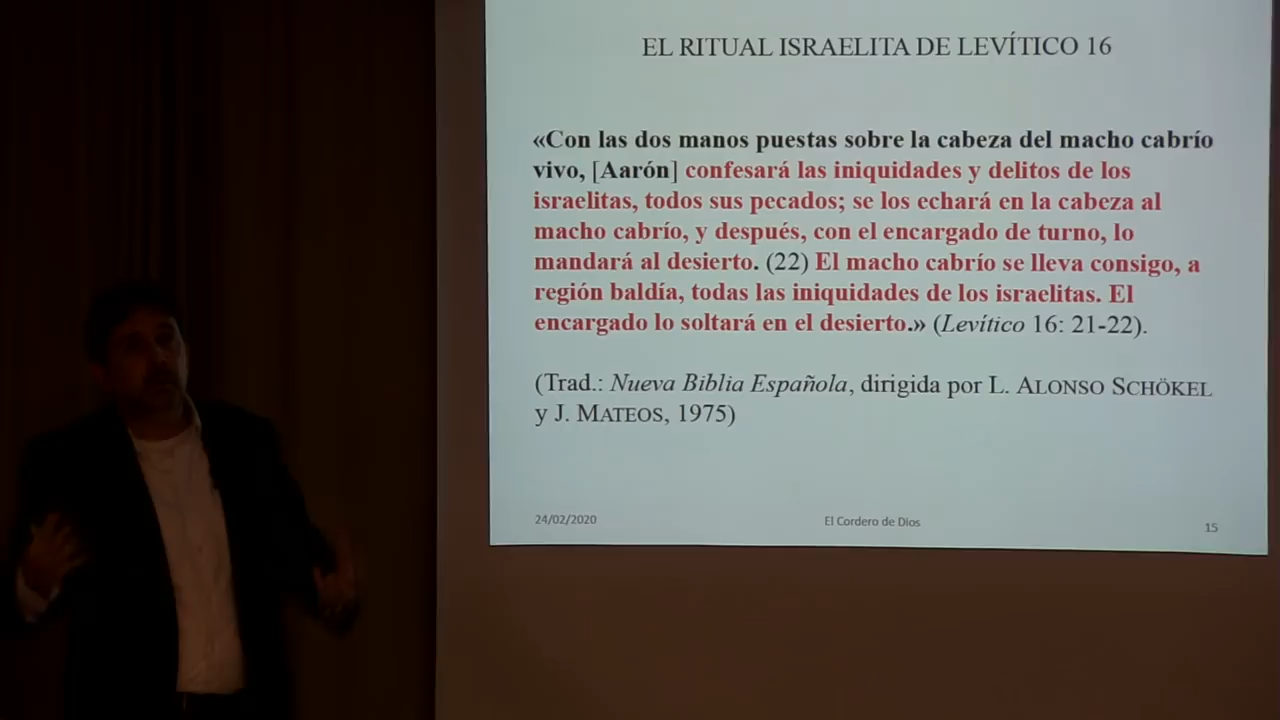 EL RITUAL ISRAELITA DE LEVÍTICO 16
«Con las dos manos puestas sobre la cabeza del macho cabrío
vivo, [Aarón] confesará las iniquidades y delitos de los
israelitas, todos sus pecados; se los echará en la cabeza al
macho cabrío, y después, con el encargado de turno, lo
mandará al desierto. (22) El macho cabrío se lleva consigo, a
región baldía, todas las iniquidades de los israelitas. El
encargado lo soltará en el desierto.» (Levítico 16: 21-22).
(Trad.: Nueva Biblia Española, dirigida por L. ALONSO SCHÖKEL
y J. MATEOS, 1975)
24/02/2020 El Cordero de Dios 15